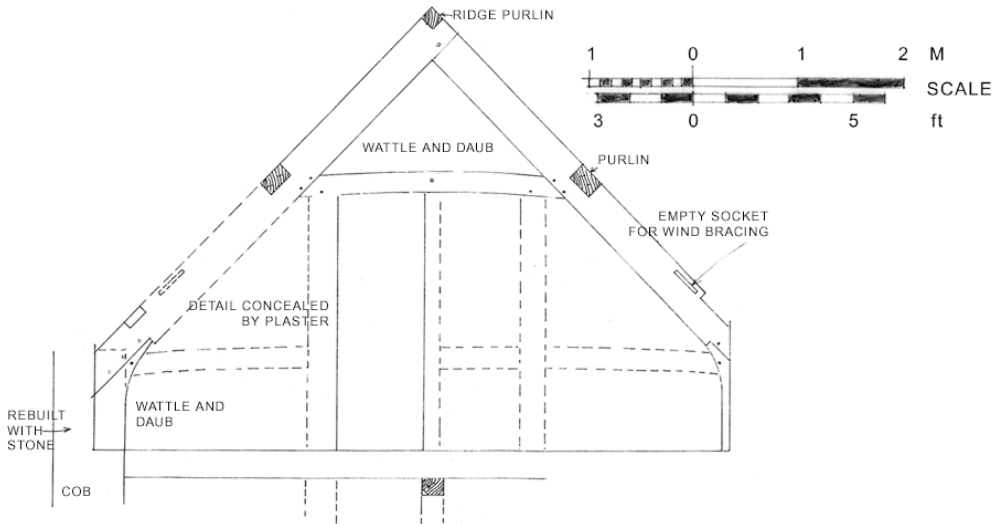 RIDGE PURLIN
1 0 1 2 M
SCALE
3 0 5 ft
WATTLE AND DAUB
PURLIN
EMPTY SOCKET
FOR WIND BRACING
DETAIL CONCEALED
BY PLASTER
WATTLE AND
DAUB
REBUILT
WITH
STONE
COB